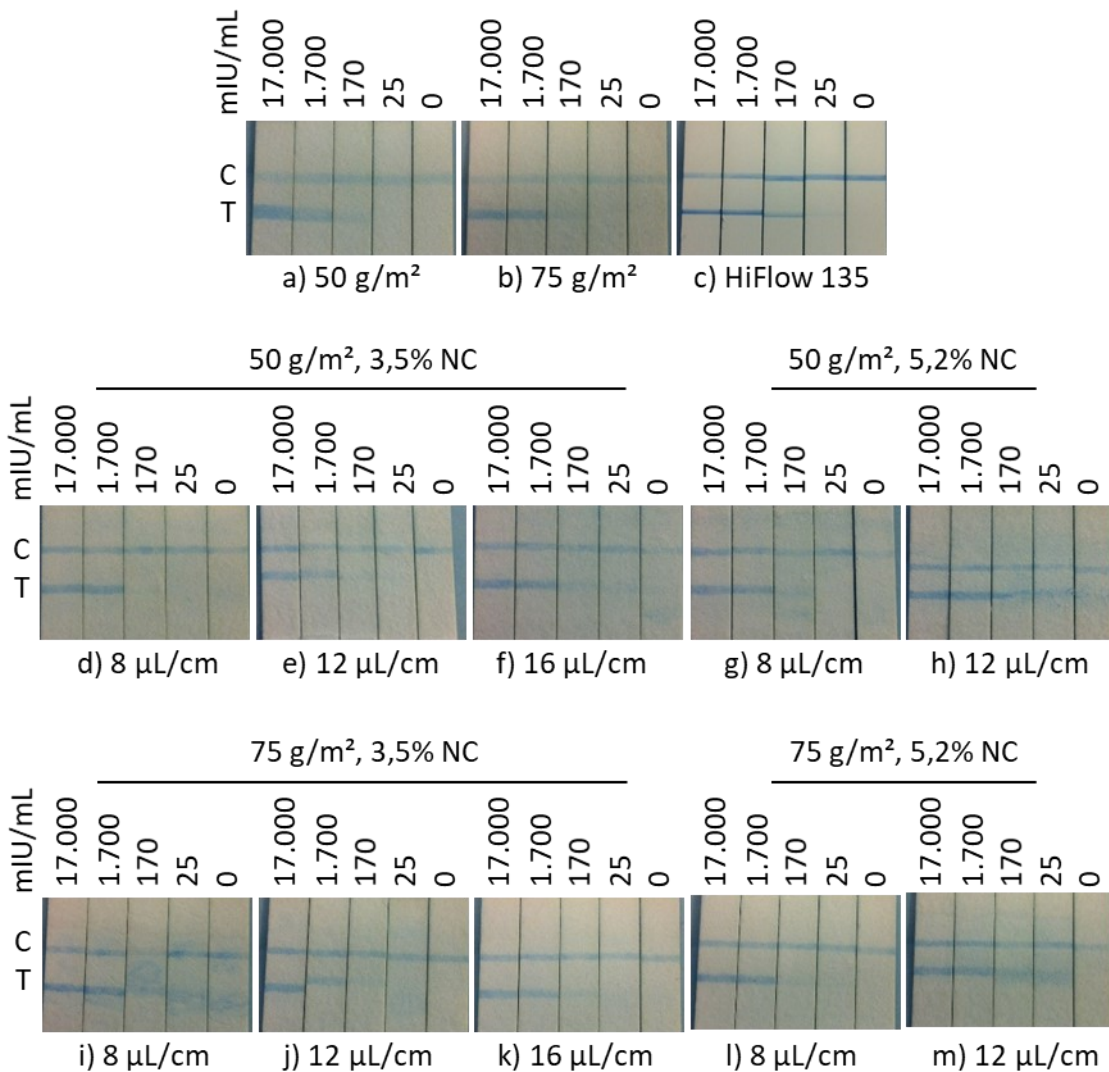 mIU/mL 17.000 1.700 170 25 0 17.000 1.700 170 25 0 17.000 1.700 170 25 0
C
T
a) 50 g/m² b) 75 g/m² c) HiFlow 135
50 g/m², 3,5% NC 50 g/m², 5,2% NC
mIU/mL 17.000 1.700 170 25 0 17.000 1.700 170 25 0 17.000 1.700 170 25 0 17.000 1.700 170 25 0 17.000 1.700 170 25 0
C
T
d) 8 µL/cm e) 12 µL/cm f) 16 µL/cm g) 8 µL/cm h) 12 µL/cm
75 g/m², 3,5% NC 75 g/m², 5,2% NC
mIU/mL 17.000 1.700 170 25 0 17.000 1.700 170 25 0 17.000 1.700 170 25 0 17.000 1.700 170 25 0 17.000 1.700 170 25 0
C
T
i) 8 µL/cm j) 12 µL/cm k) 16 µL/cm l) 8 µL/cm m) 12 µL/cm